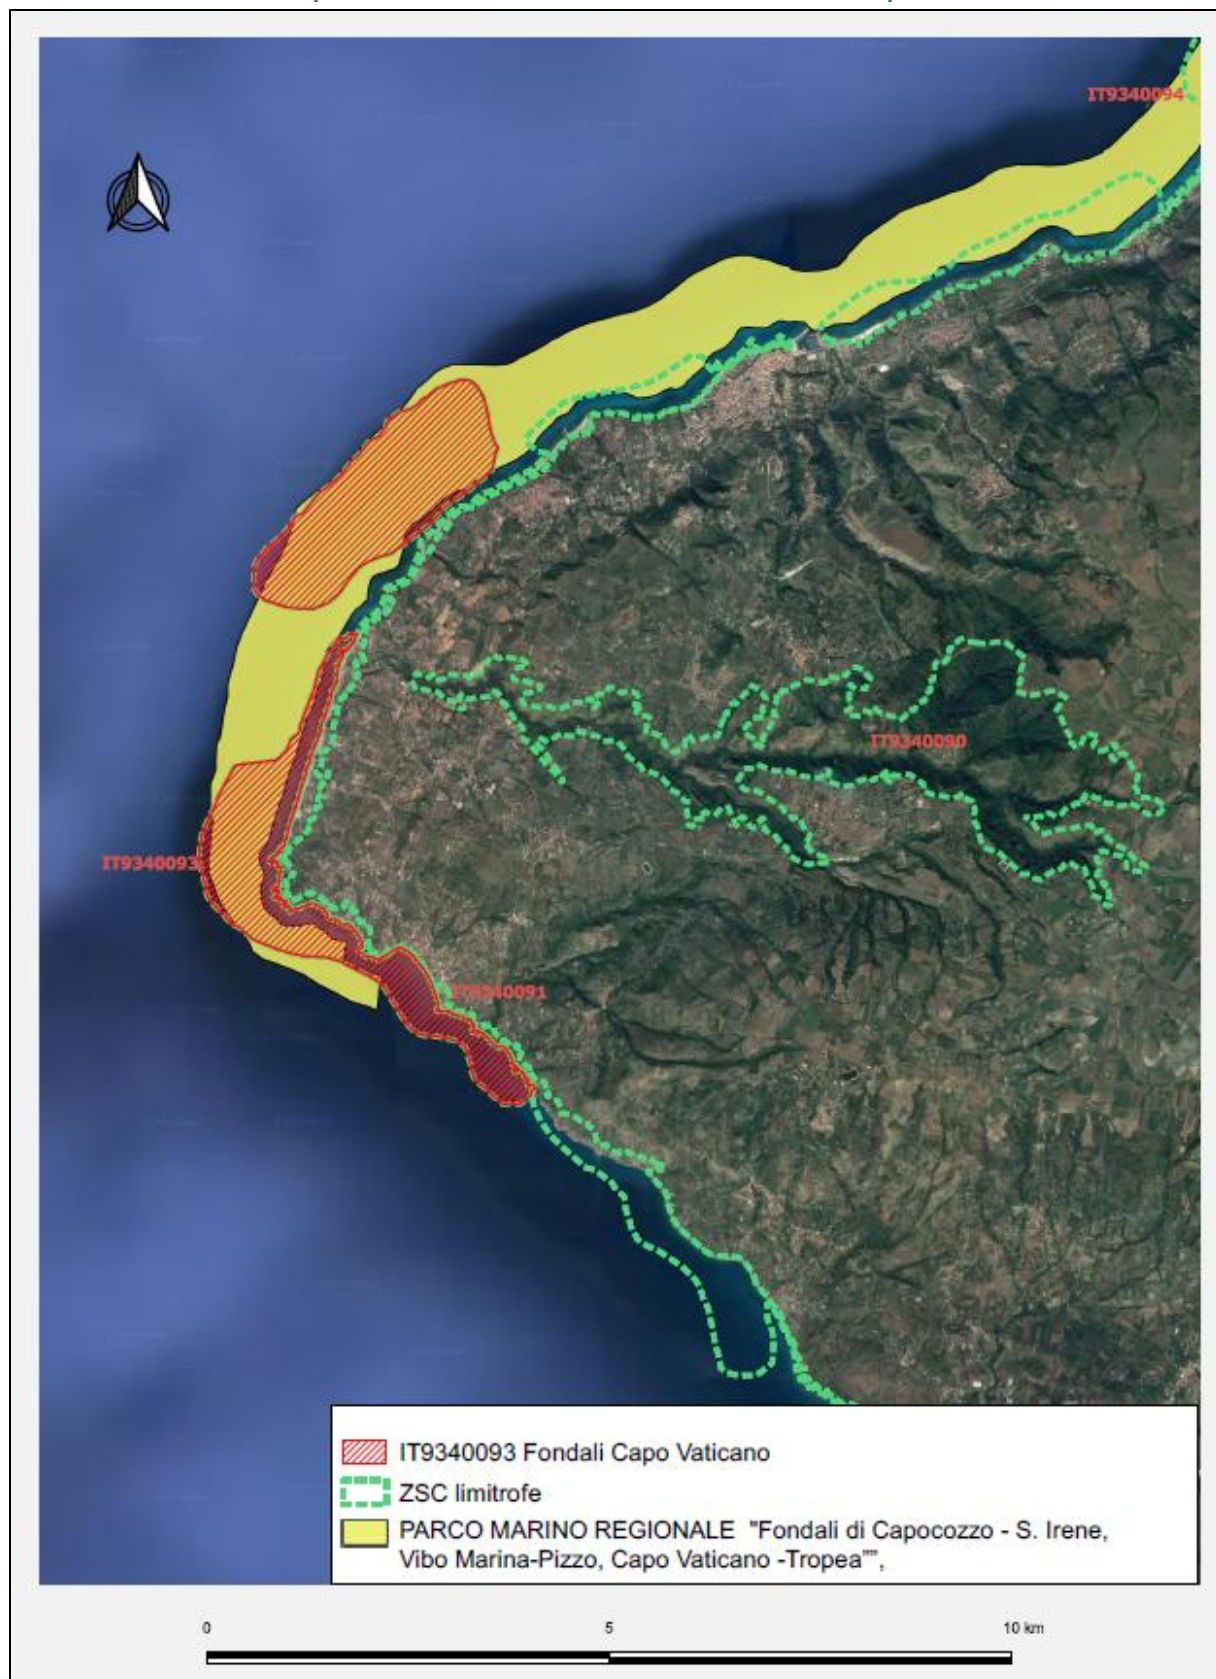 IT9340094
IT9340090
IT9340093
IT9340091
IT9340093 Fondali Capo Vaticano
ZSC limitrofe
PARCO MARINO REGIONALE "Fondali di Capocozzo - S. Irene,
Vibo Marina-Pizzo, Capo Vaticano -Tropea"",
0 5 10 km